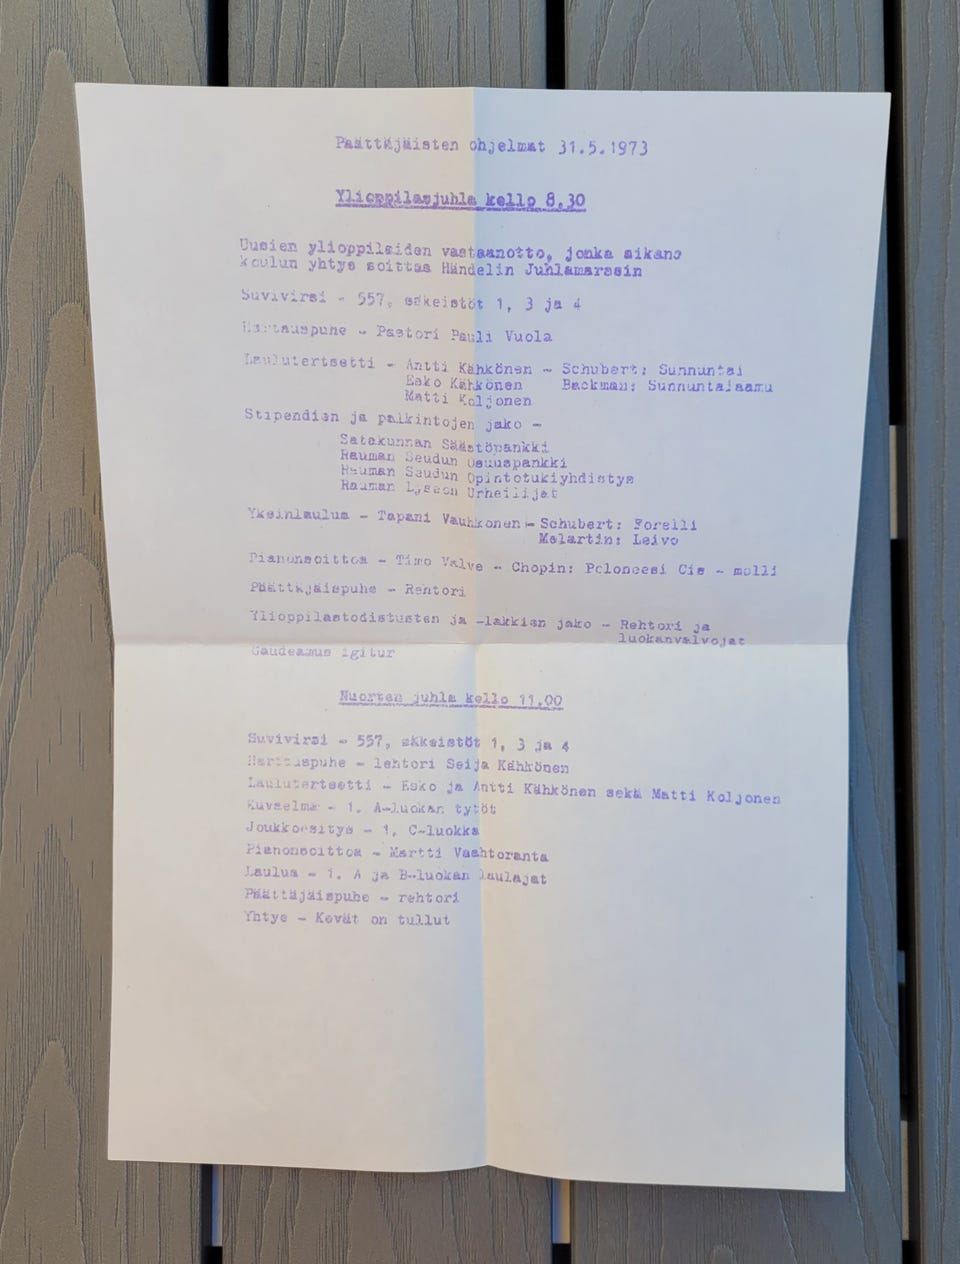 Päättäjäisten ohjelmat 31.5.1973
Ylioppilasjuhla kello 8.30
Uusien ylioppilaiden vastaanotto, jonka aikana
koulun yhtye soittaa Händelin Juhlamarssin
Suvivirsi - 557, säkeistöt 1, 3 ja 4
Hartauspuhe - Pastori Pauli Vuola
Laulutertsetti - Antti Kähkönen - Schubert: Sunnuntai
Esko Kähkönen Backman: Sunnuntaiaamu
Matti Koljonen
Stipendien ja palkintojen jako -
Satakunnan Säästöpankki
Rauman Seudun Osuuspankki
Rauman Seudun Opintotukiyhdistys
Rauman Lyseon Urheilijat
Yksinlaulua - Tapani Vauhkonen - Schubert: Forelli
Melartin: Leivo
Pianonsoittoa - Timo Valve - Chopin: Poloneesi Cis - molli
Päättäjäispuhe - Rehtori
Ylioppilastodistusten ja -lakkien jako - Rehtori ja
luokanvalvojat
Gaudeamus igitur
Nuorten juhla kello 11.00
Suvivirsi - 557, säkeistöt 1, 3 ja 4
Hartauspuhe - lehtori Seija Kähkönen
Laulutertsetti - Esko ja Antti Kähkönen sekä Matti Koljonen
Kuvaelma - 1. A-luokan tytöt
Joukkoesitys - 1. C-luokka
Pianonsoittoa - Martti Vaahtoranta
Laulua - 1. A ja B-luokan laulajat
Päättäjäispuhe - rehtori
Yhtye - Kevät on tullut